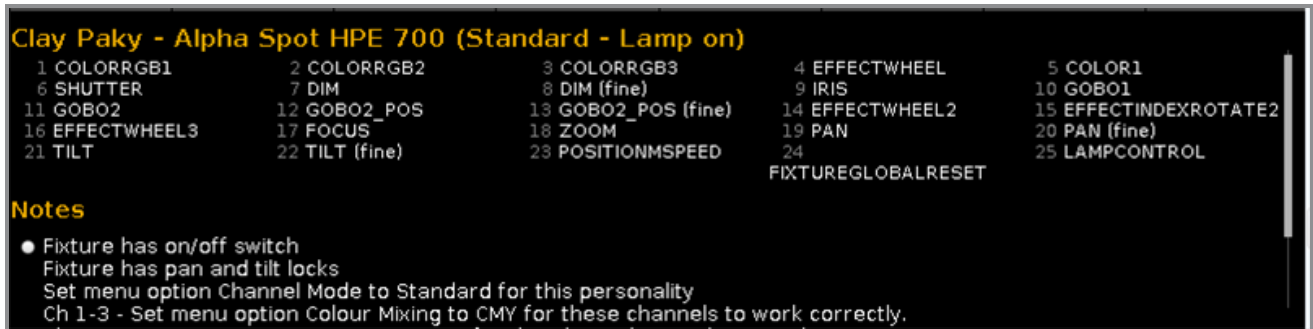 Clay Paky - Alpha Spot HPE 700 (Standard - Lamp on)
1 COLORRGB1 2 COLORRGB2 3 COLORRGB3 4 EFFECTWHEEL 5 COLOR1
6 SHUTTER 7 DIM 8 DIM (fine) 9 IRIS 10 GOBO1
11 GOBO2 12 GOBO2_POS 13 GOBO2_POS (fine) 14 EFFECTWHEEL2 15 EFFECTINDEXROTATE2
16 EFFECTWHEEL3 17 FOCUS 18 ZOOM 19 PAN 20 PAN (fine)
21 TILT 22 TILT (fine) 23 POSITIONMSPEED 24 25 LAMPCONTROL
FIXTUREGLOBALRESET
Notes
Fixture has on/off switch
Fixture has pan and tilt locks
Set menu option Channel Mode to Standard for this personality
Ch 1-3 - Set menu option Colour Mixing to CMY for these channels to work correctly.